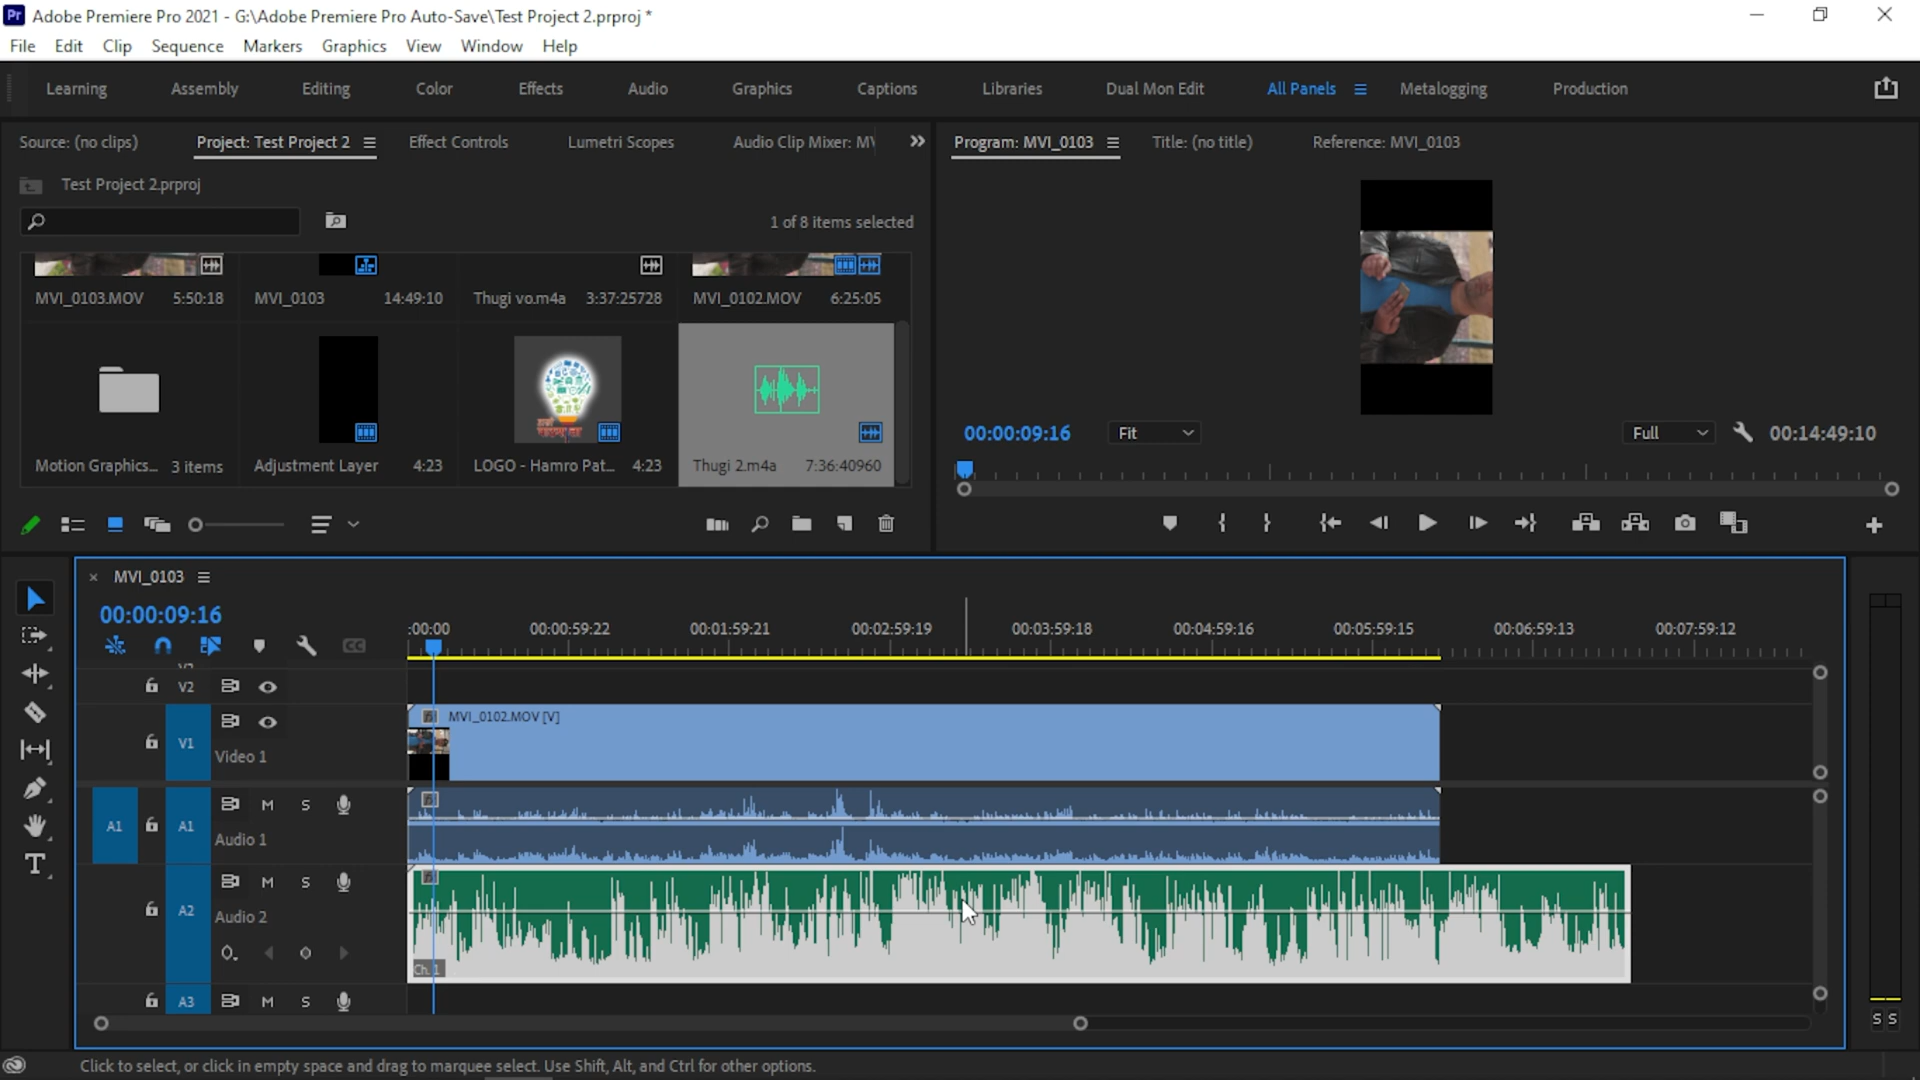 Pr Adobe Premiere Pro 2021 - G:\Adobe Premiere Pro Auto-Save\Test Project 2.prproj *
File Edit Clip Sequence Markers Graphics View Window Help
Learning Assembly Editing Color Effects Audio Graphics Captions Libraries Dual Mon Edit All Panels Metalogging Production
Source: (no clips) Project: Test Project 2 Effect Controls Lumetri Scopes Audio Clip Mixer: MV
Program: MVI_0103 Title: (no title) Reference: MVI_0103
Test Project 2.prproj
1 of 8 items selected
MVI_0103.MOV 5:50:18 MVI_0103 14:49:10 Thugi vo.m4a 3:37:25728 MVI_0102.MOV 6:25:05
Motion Graphics... 3 items Adjustment Layer 4:23 LOGO - Hamro Pat... 4:23 Thugi 2.m4a 7:36:40960
00:00:09:16 Fit Full 00:14:49:10
× MVI_0103
00:00:09:16
:00:00 00:00:59:22 00:01:59:21 00:02:59:19 00:03:59:18 00:04:59:16 00:05:59:15 00:06:59:13 00:07:59:12
CC
V2
MVI_0102.MOV [V]
V1
Video 1
A1 A1 M S
Audio 1
A2 M S
Audio 2
Ch. 1
A3 M S
S S
T
Click to select, or click in empty space and drag to marquee select. Use Shift, Alt, and Ctrl for other options.